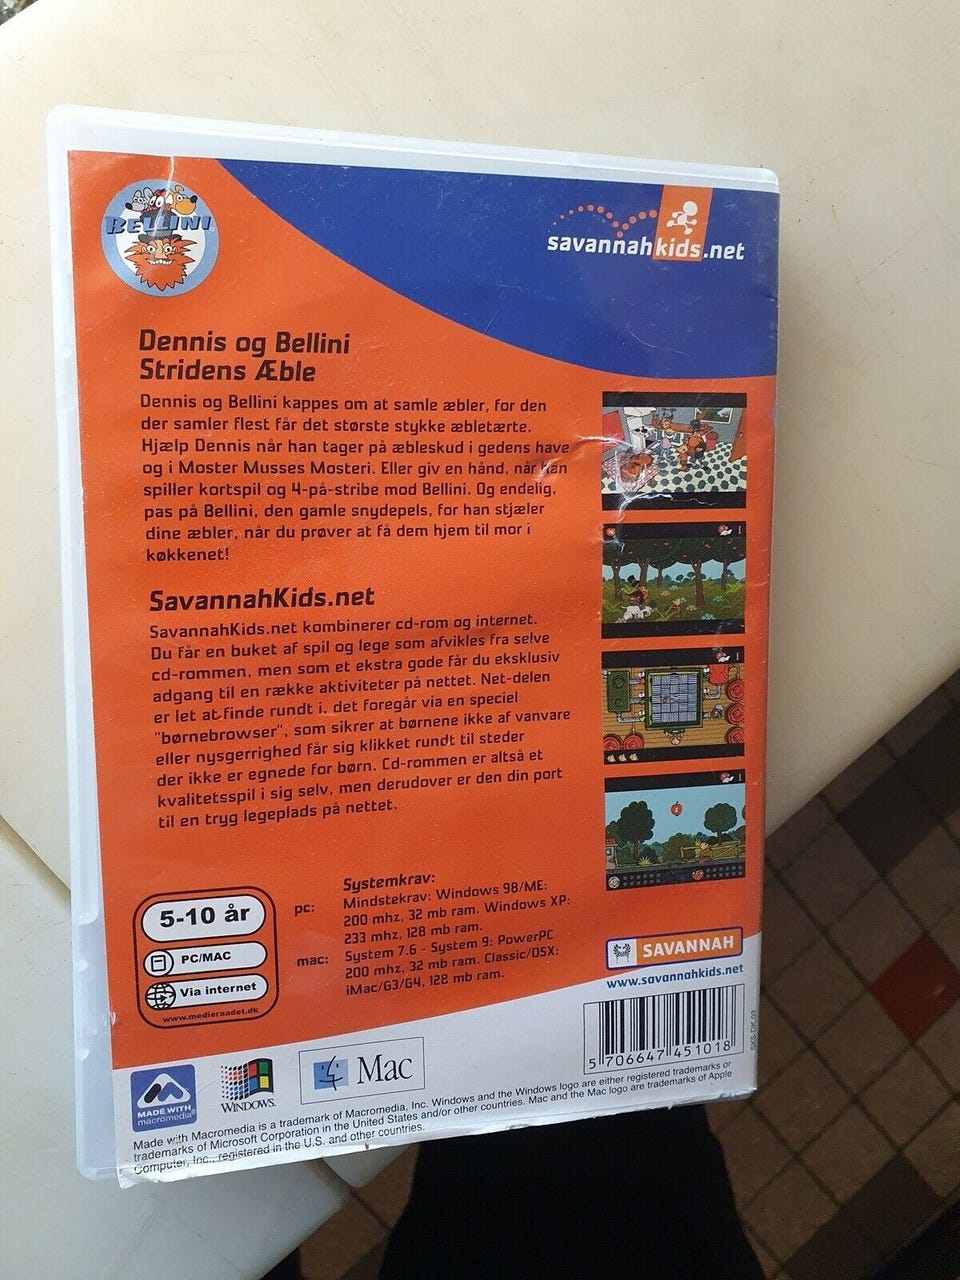 BELLINI
savannahkids.net
Dennis og Bellini
Stridens Æble
Dennis og Bellini kappes om at samle æbler, for den
der samler flest får det største stykke æbletærte.
Hjælp Dennis når han tager på æbleskud i gedens have
og i Moster Musses Mosteri. Eller giv en hånd, når han
spiller kortspil og 4-på-stribe mod Bellini. Og endelig,
pas på Bellini, den gamle snydepels, for han stjæler
dine æbler, når du prøver at få dem hjem til mor i
køkkenet!
SavannahKids.net
SavannahKids.net kombinerer cd-rom og internet.
Du får en buket af spil og lege som afvikles fra selve
cd-rommen, men som et ekstra gode får du eksklusiv
adgang til en række aktiviteter på nettet. Net-delen
er let at finde rundt i, det foregår via en speciel
"børnebrowser", som sikrer at børnene ikke af vanvare
eller nysgerrighed får sig klikket rundt til steder
der ikke er egnede for børn. Cd-rommen er altså et
kvalitetsspil i sig selv, men derudover er den din port
til en tryg legeplads på nettet.
5-10 år
PC/MAC
Via internet
www.medieraadet.dk
Systemkrav:
pc: Mindstekrav: Windows 98/ME:
200 mhz, 32 mb ram. Windows XP:
233 mhz, 128 mb ram.
mac: System 7.6 - System 9: PowerPC
200 mhz, 32 mb ram. Classic/OSX:
iMac/G3/G4, 128 mb ram.
SAVANNAH
www.savannahkids.net
5 706647 451018
SKS-DK 03
MADE WITH
macromedia®
WINDOWS.
Mac
Made with Macromedia is a trademark of Macromedia, Inc. Windows and the Windows logo are either registered trademarks or
trademarks of Microsoft Corporation in the United States and/or other countries. Mac and the Mac logo are trademarks of Apple
Computer, Inc., registered in the U.S. and other countries.